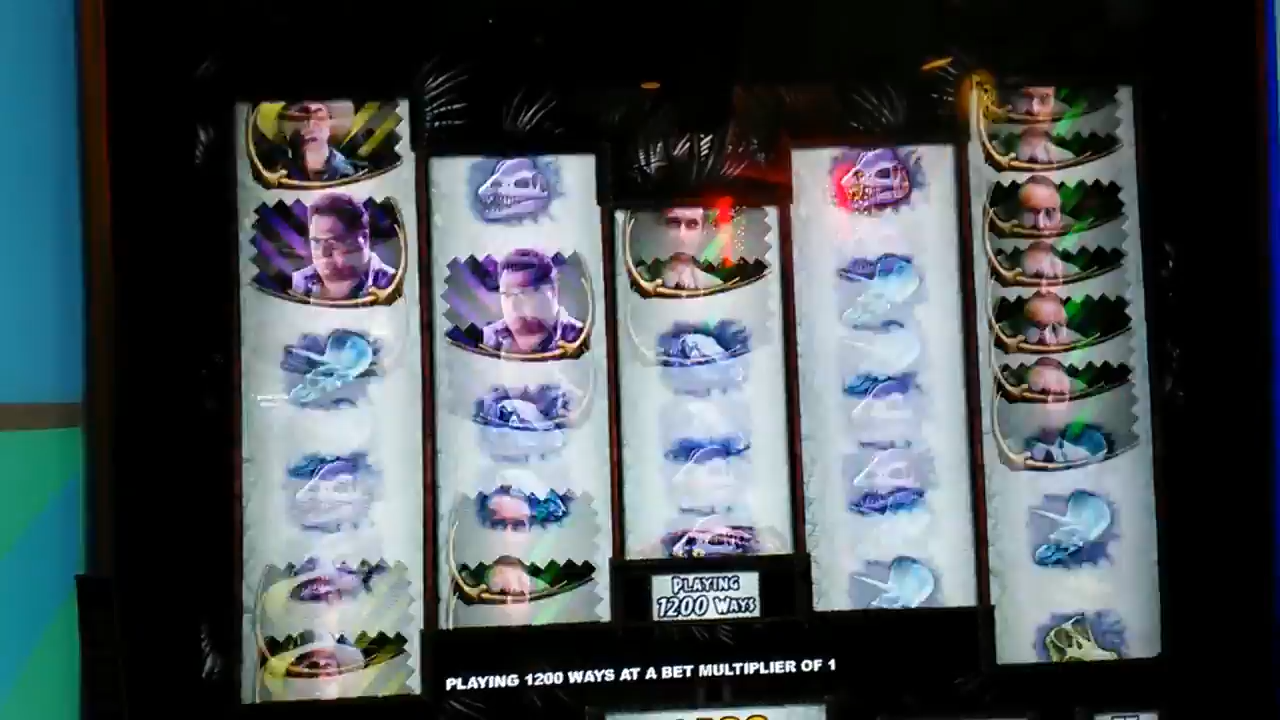 PLAYING
1200 WAYS
PLAYING 1200 WAYS AT A BET MULTIPLIER OF 1